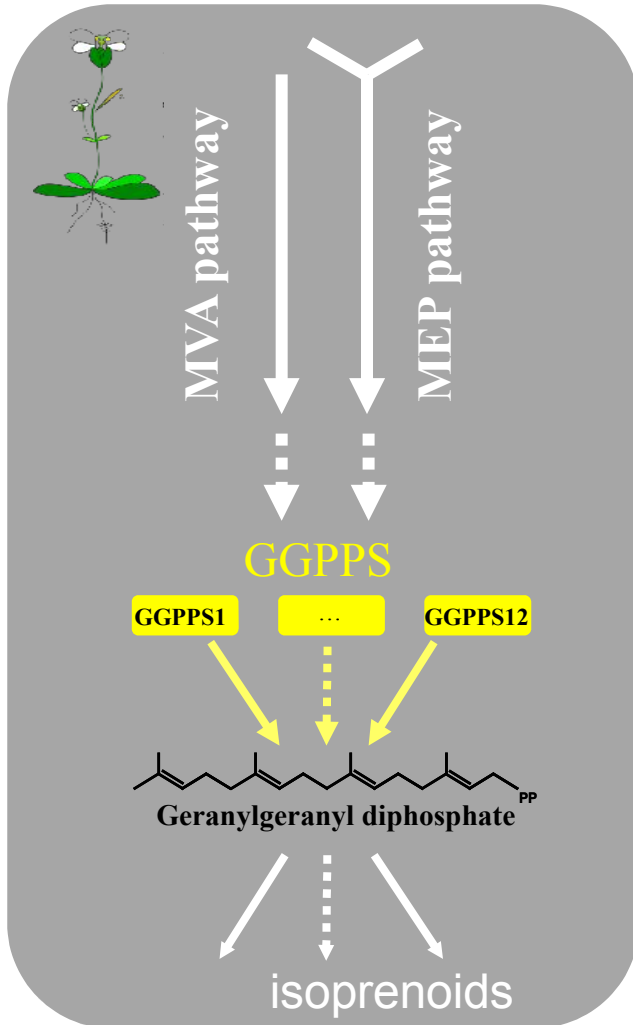 MVA pathway
MEP pathway
GGPPS
GGPPS1
...
GGPPS12
PP
Geranylgeranyl diphosphate
isoprenoids